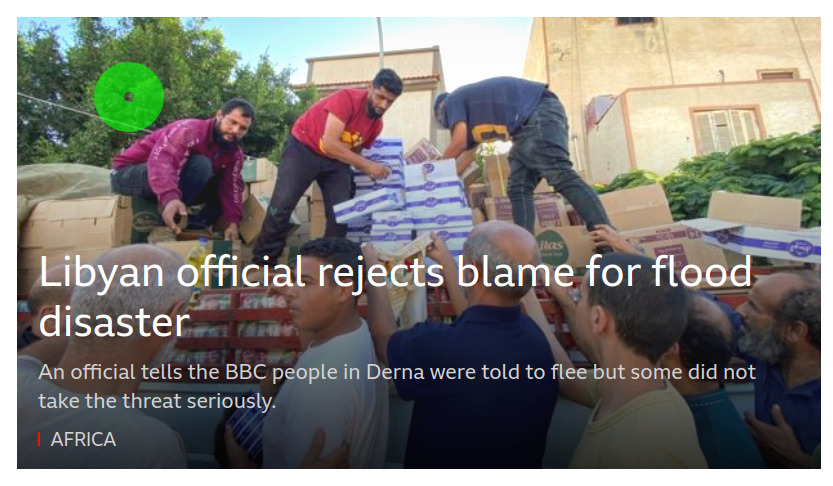 Libyan official rejects blame for flood
disaster
An official tells the BBC people in Derna were told to flee but some did not
take the threat seriously.
AFRICA